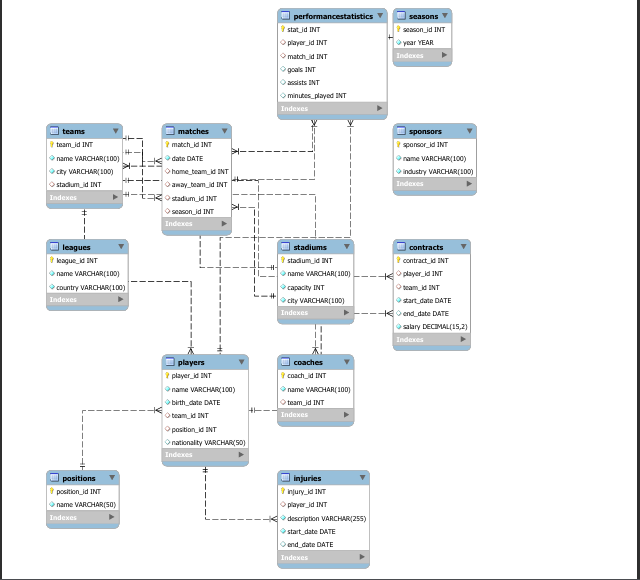 performancestatistics
stat_id INT
player_id INT
match_id INT
goals INT
assists INT
minutes_played INT
Indexes
seasons
season_id INT
year YEAR
Indexes
teams
team_id INT
name VARCHAR(100)
city VARCHAR(100)
stadium_id INT
Indexes
matches
match_id INT
date DATE
home_team_id INT
away_team_id INT
stadium_id INT
season_id INT
Indexes
sponsors
sponsor_id INT
name VARCHAR(100)
industry VARCHAR(100)
Indexes
leagues
league_id INT
name VARCHAR(100)
country VARCHAR(100)
Indexes
stadiums
stadium_id INT
name VARCHAR(100)
capacity INT
city VARCHAR(100)
Indexes
contracts
contract_id INT
player_id INT
team_id INT
start_date DATE
end_date DATE
salary DECIMAL(15,2)
Indexes
players
player_id INT
name VARCHAR(100)
birth_date DATE
team_id INT
position_id INT
nationality VARCHAR(50)
Indexes
coaches
coach_id INT
name VARCHAR(100)
team_id INT
Indexes
positions
position_id INT
name VARCHAR(50)
Indexes
injuries
injury_id INT
player_id INT
description VARCHAR(255)
start_date DATE
end_date DATE
Indexes